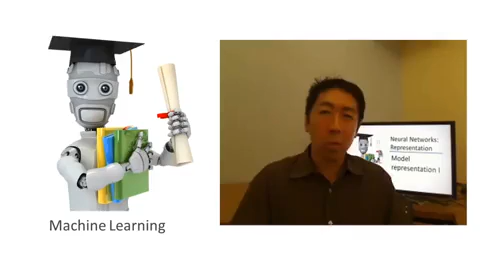 Machine Learning
Neural Networks:
Representation
Model
representation I